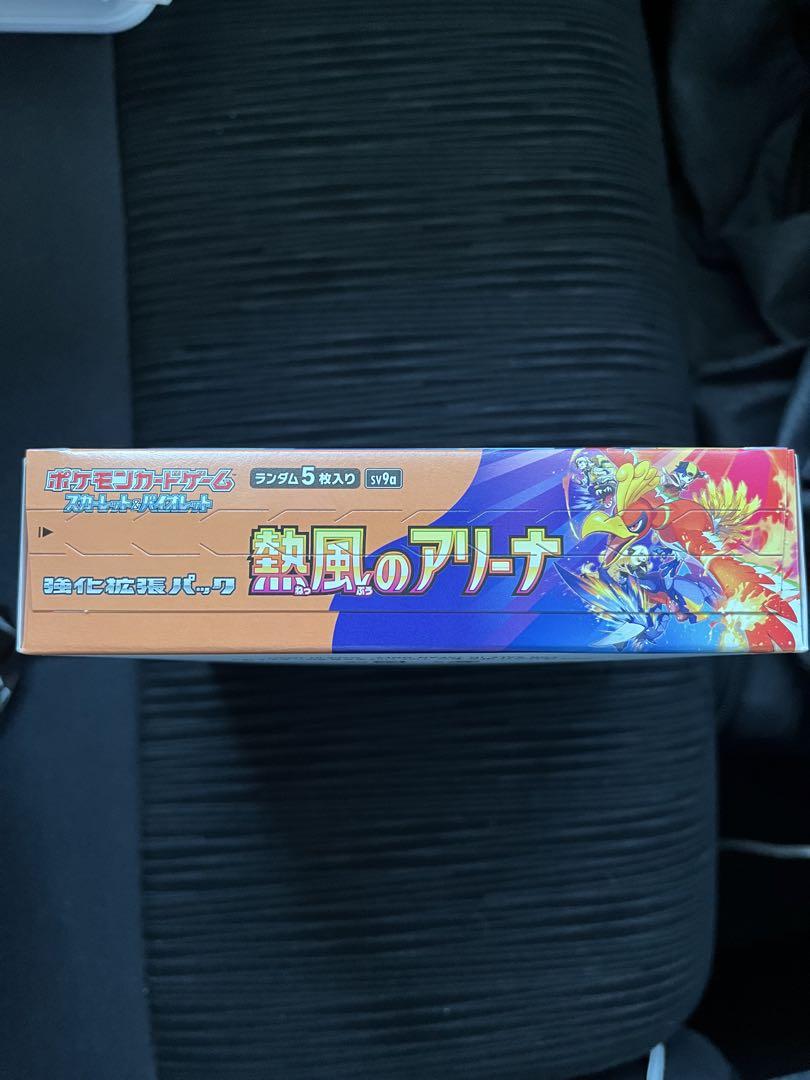 ポケモンカードゲーム
スカーレット&バイオレット
ランダム5枚入り
sv9a
強化拡張パック
熱風のアリーナ
ねっ ぷう